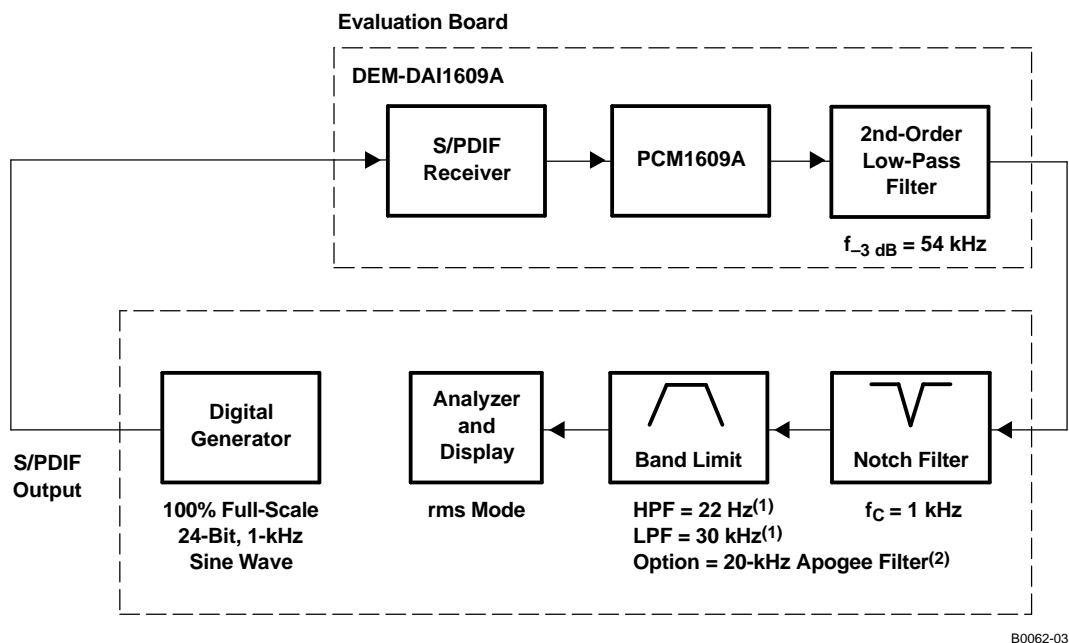 Evaluation Board
DEM-DAI1609A
S/PDIF
Receiver
PCM1609A
2nd-Order
Low-Pass
Filter
f–3 dB = 54 kHz
S/PDIF
Output
Digital
Generator
100% Full-Scale
24-Bit, 1-kHz
Sine Wave
Analyzer
and
Display
rms Mode
Band Limit
HPF = 22 Hz(1)
LPF = 30 kHz(1)
Option = 20-kHz Apogee Filter(2)
Notch Filter
fC = 1 kHz
B0062-03